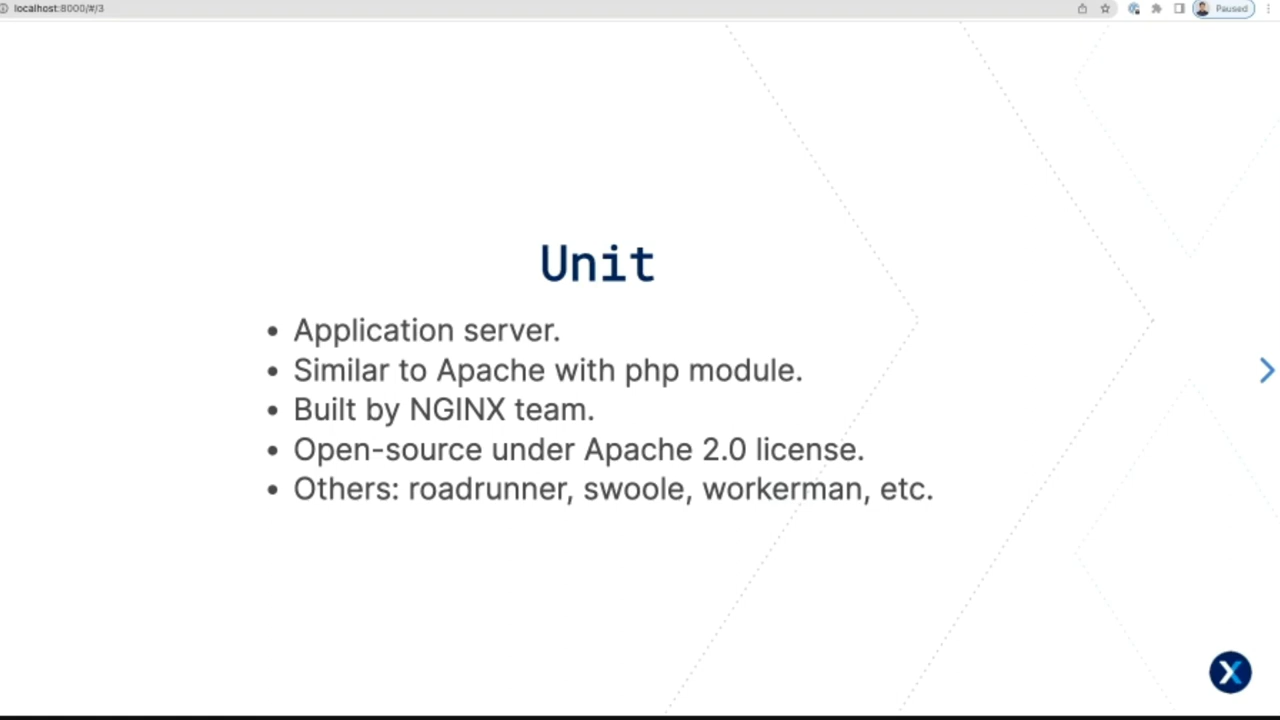 localhost:8000/#/3
Paused
Unit
• Application server.
• Similar to Apache with php module.
• Built by NGINX team.
• Open-source under Apache 2.0 license.
• Others: roadrunner, swoole, workerman, etc.
X